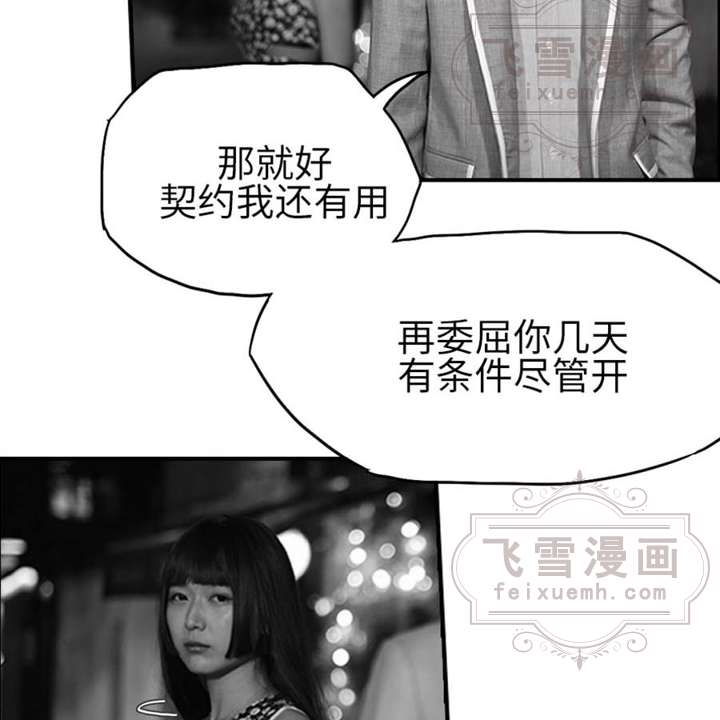 飞雪漫画
feixuemh.com
那就好
契约我还有用
再委屈你几天
有条件尽管开
飞雪漫画
feixuemh.com